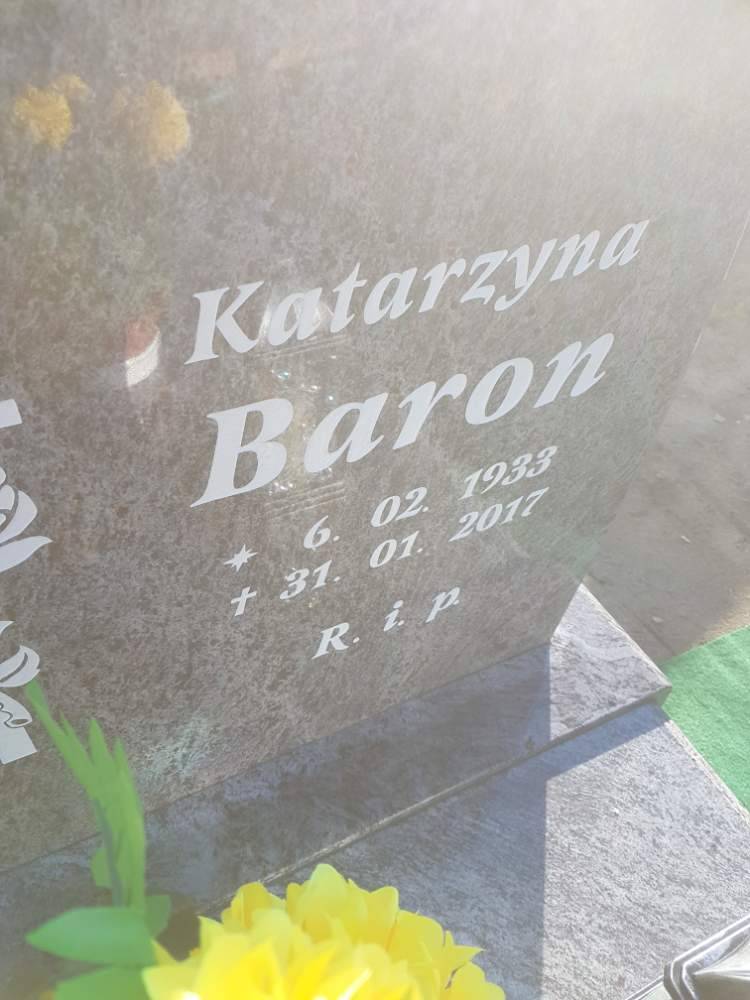 Katarzyna
Baron
* 6. 02. 1933
† 31. 01. 2017
R. i. p.